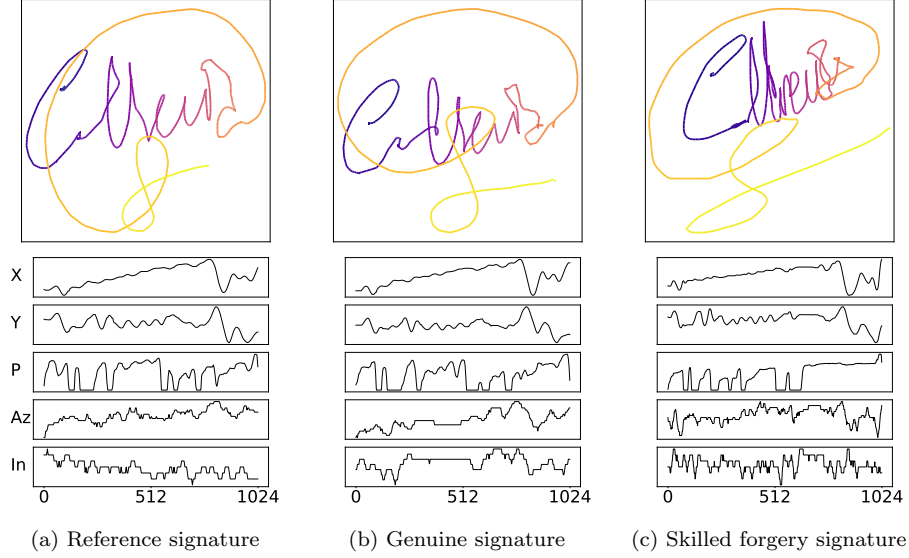 X
Y
P
Az
In
0 512 1024
0 512 1024
0 512 1024
(a) Reference signature
(b) Genuine signature
(c) Skilled forgery signature